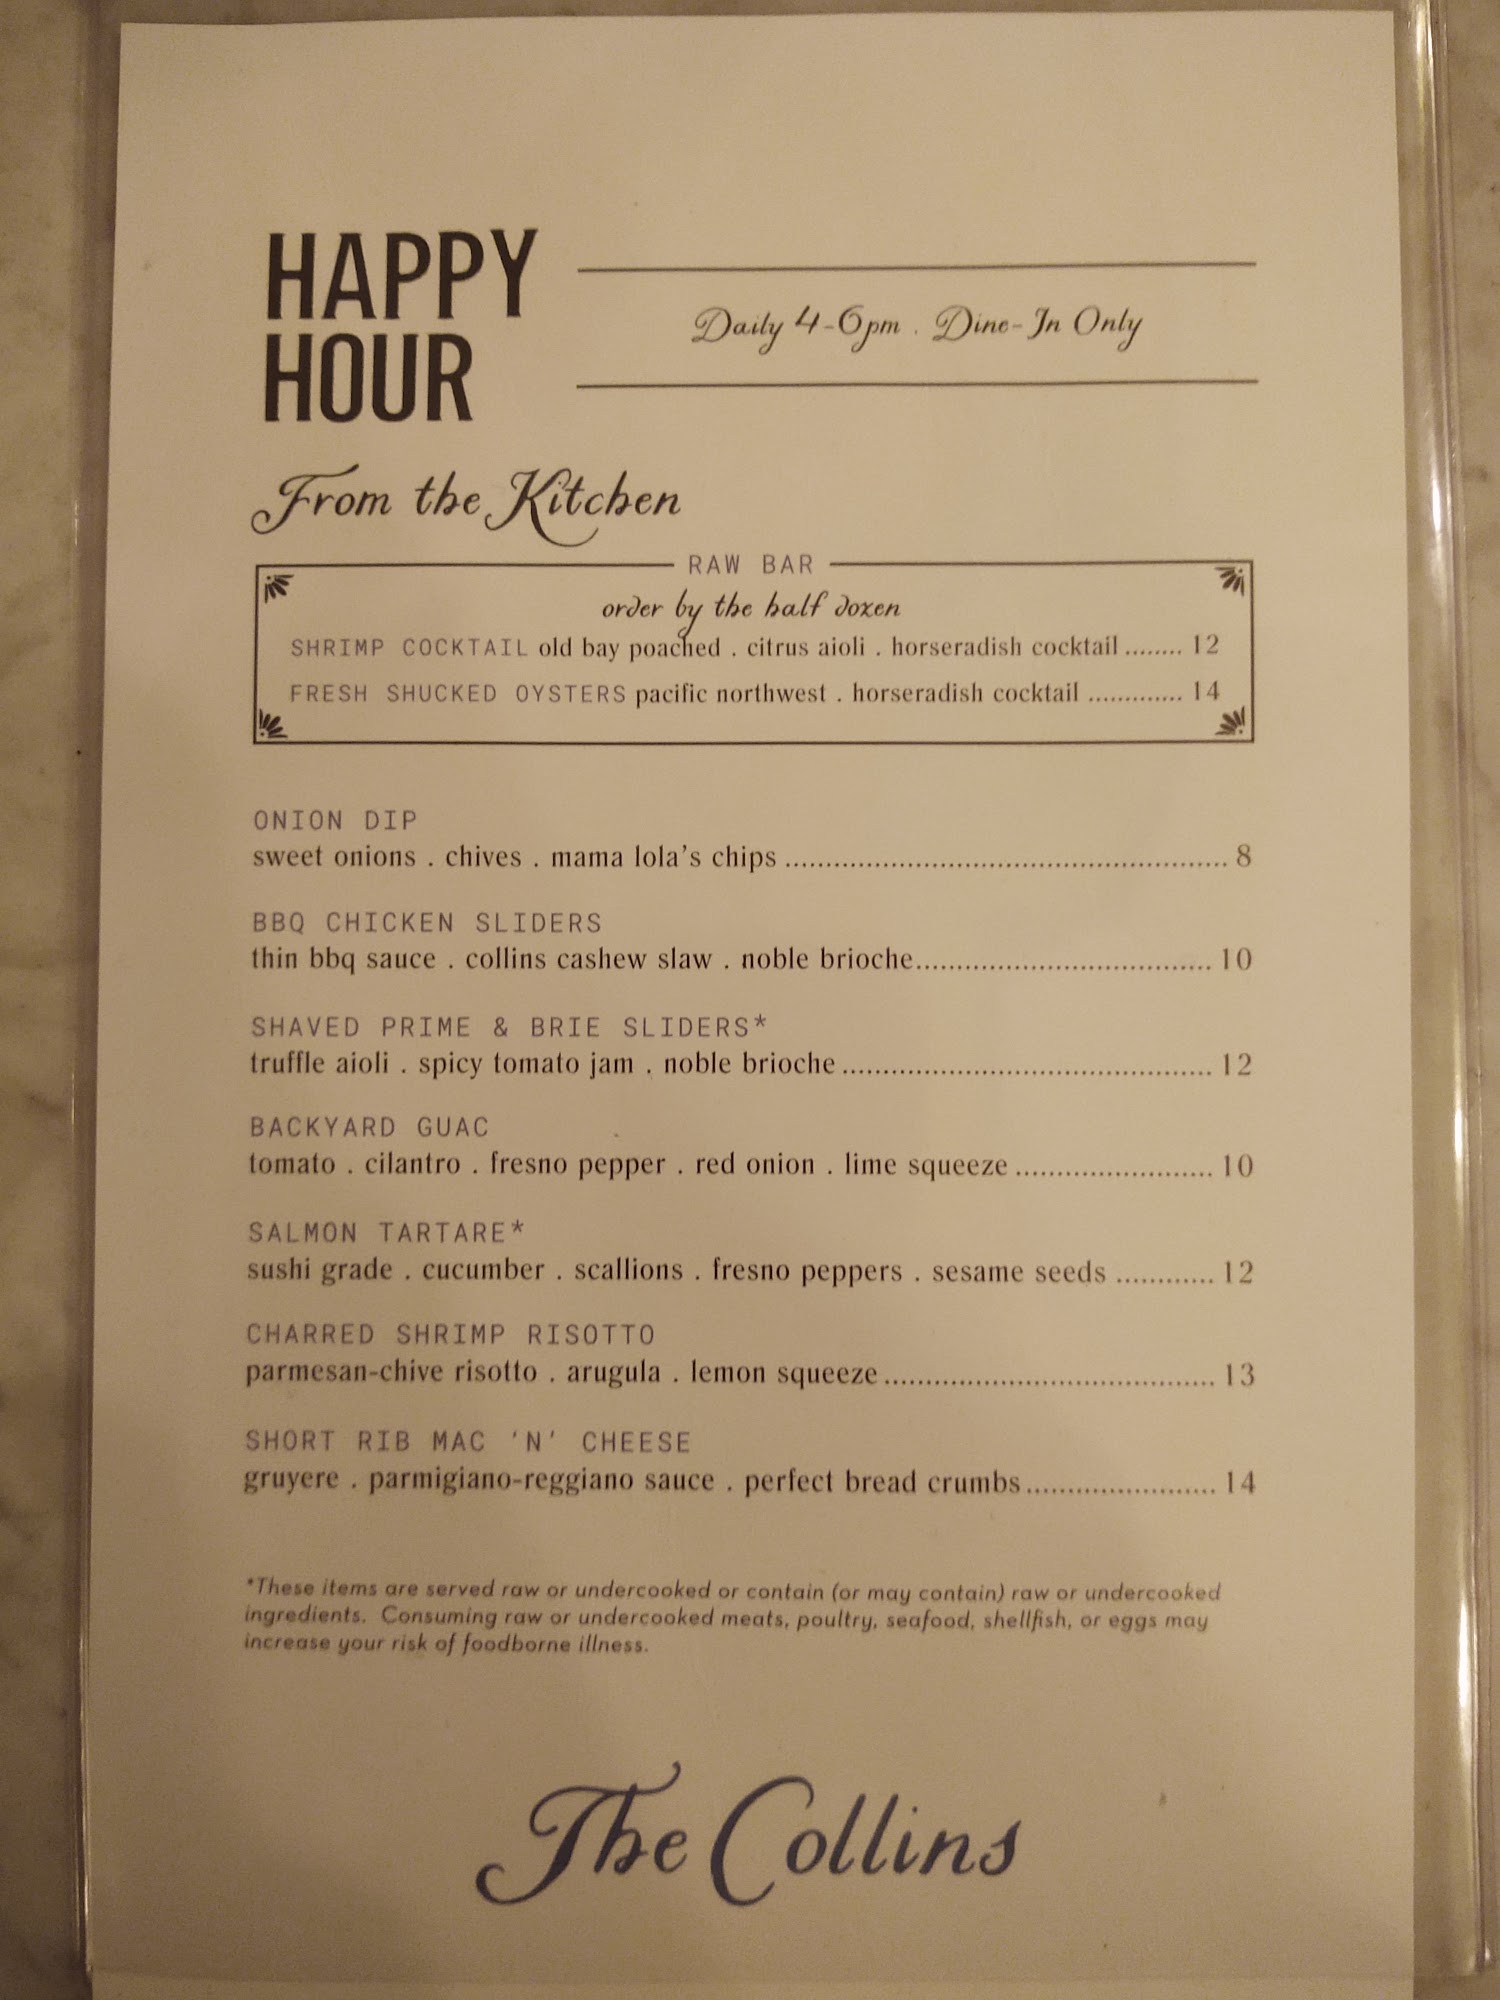 HAPPY
HOUR
Daily 4-6pm . Dine-In Only
From the Kitchen
RAW BAR
order by the half dozen
SHRIMP COCKTAIL old bay poached . citrus aioli . horseradish cocktail ........ 12
FRESH SHUCKED OYSTERS pacific northwest . horseradish cocktail ............. 14
ONION DIP
sweet onions . chives . mama lola's chips ...................................................... 8
BBQ CHICKEN SLIDERS
thin bbq sauce . collins cashew slaw . noble brioche.................................... 10
SHAVED PRIME & BRIE SLIDERS*
truffle aioli . spicy tomato jam . noble brioche ............................................. 12
BACKYARD GUAC
tomato . cilantro . fresno pepper . red onion . lime squeeze ........................ 10
SALMON TARTARE*
sushi grade . cucumber . scallions . fresno peppers . sesame seeds ............ 12
CHARRED SHRIMP RISOTTO
parmesan-chive risotto . arugula . lemon squeeze ........................................ 13
SHORT RIB MAC 'N' CHEESE
gruyere . parmigiano-reggiano sauce . perfect bread crumbs ....................... 14
*These items are served raw or undercooked or contain (or may contain) raw or undercooked
ingredients. Consuming raw or undercooked meats, poultry, seafood, shellfish, or eggs may
increase your risk of foodborne illness.
The Collins